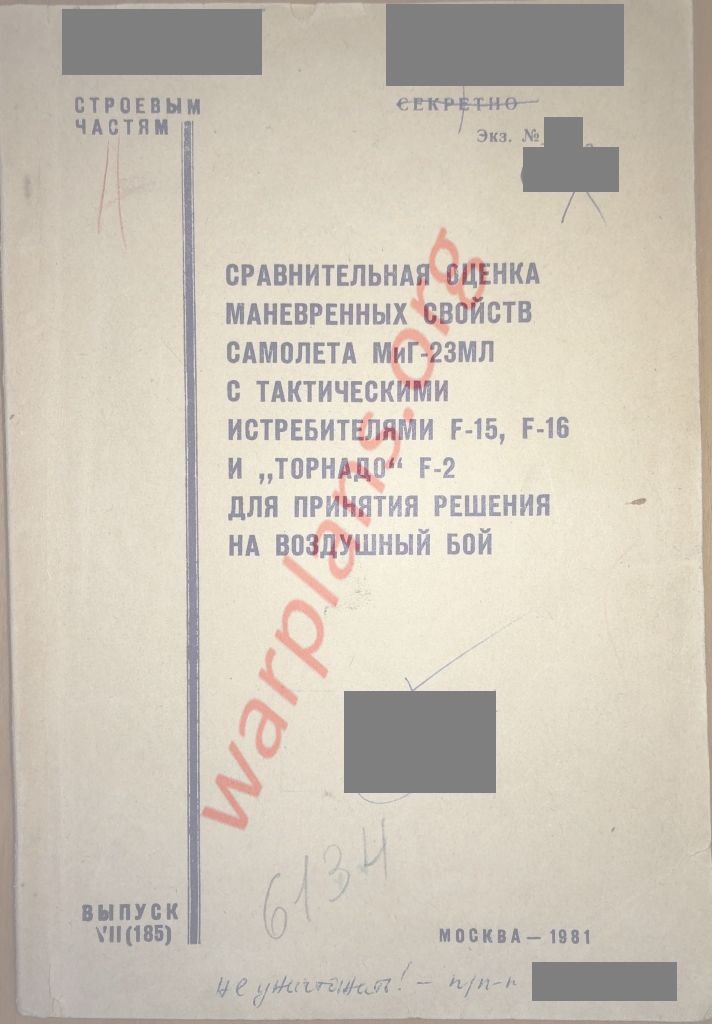 СТРОЕВЫМ
ЧАСТЯМ
СЕКРЕТНО
Экз. №
СРАВНИТЕЛЬНАЯ ОЦЕНКА
МАНЕВРЕННЫХ СВОЙСТВ
САМОЛЕТА МиГ-23МЛ
С ТАКТИЧЕСКИМИ
ИСТРЕБИТЕЛЯМИ F-15, F-16
И „ТОРНАДО“ F-2
ДЛЯ ПРИНЯТИЯ РЕШЕНИЯ
НА ВОЗДУШНЫЙ БОЙ
warplans.org
613Н
ВЫПУСК
VII (185)
МОСКВА — 1981
не уничтожать! — п/п-к